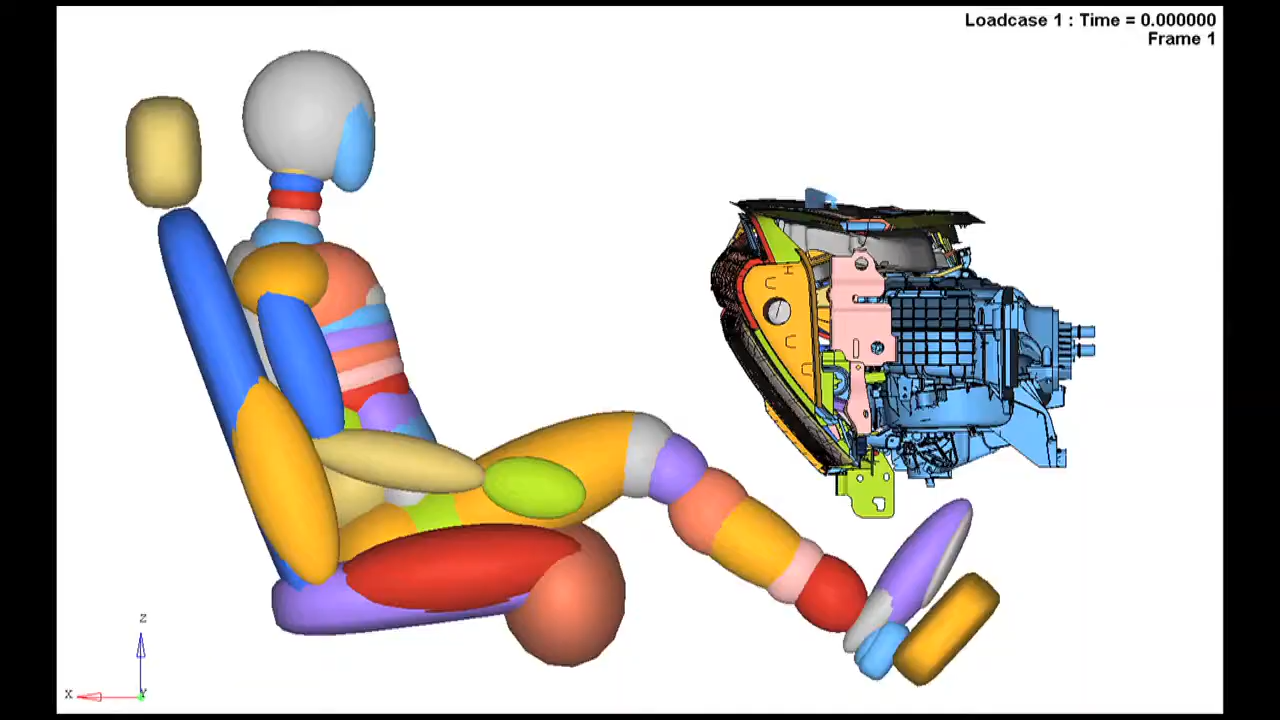 Loadcase 1 : Time = 0.000000
Frame 1
Z
X
Y